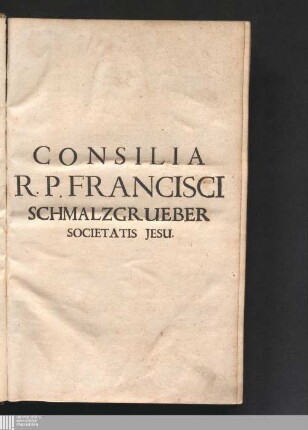 CONSILIA
R. P. FRANCISCI
SCHMALZGRUEBER
SOCIETATIS JESU.